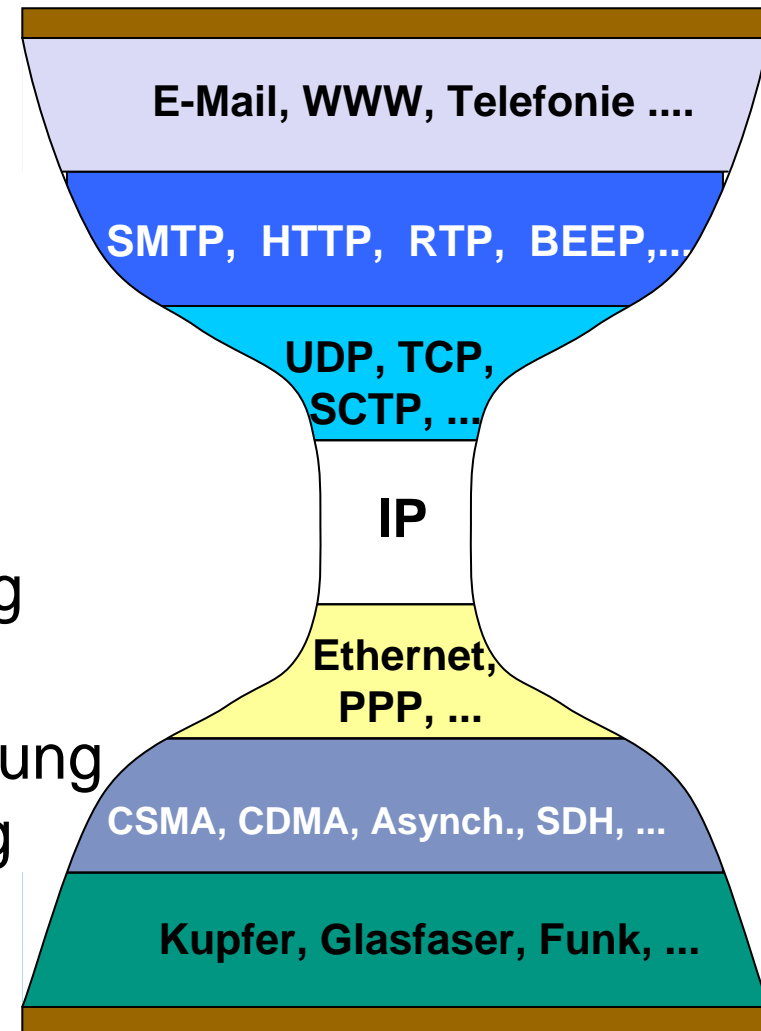 E-Mail, WWW, Telefonie ....
SMTP, HTTP, RTP, BEEP,...
UDP, TCP,
SCTP, ...
IP
g
Ethernet,
PPP, ...
ung
CSMA, CDMA, Asynch., SDH, ...
g
Kupfer, Glasfaser, Funk, ...